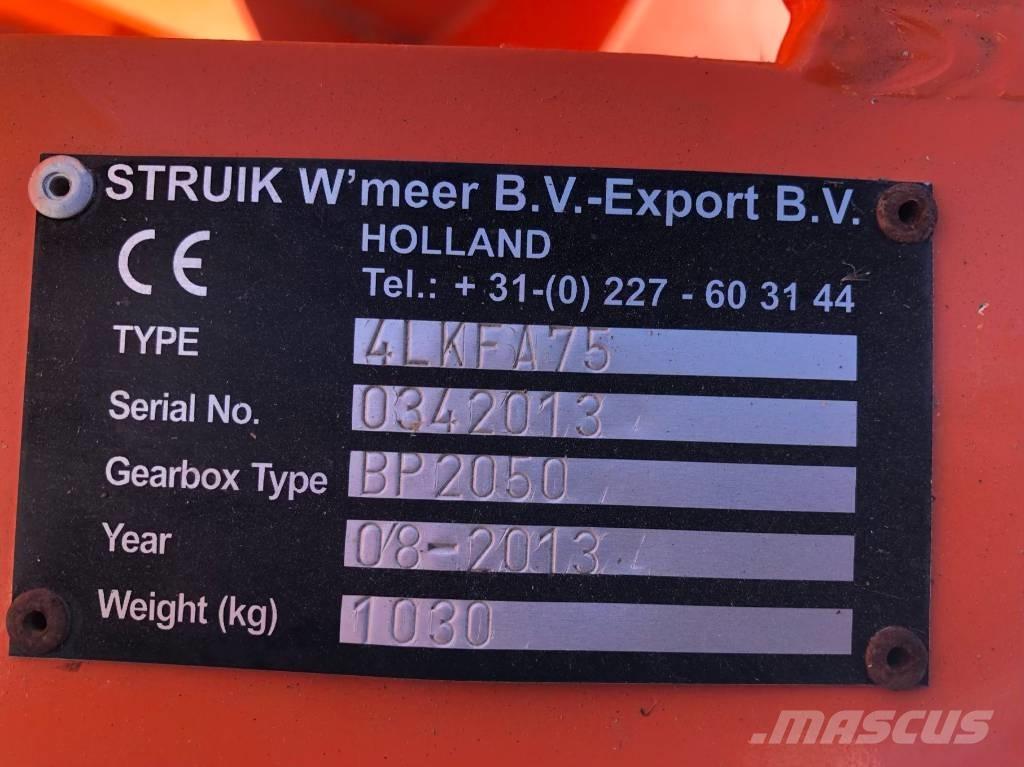 STRUIK W'meer B.V.-Export B.V.
CE HOLLAND
Tel.: + 31-(0) 227 - 60 31 44
TYPE 4LKFA75
Serial No. 0342013
Gearbox Type BP2050
Year 08-2013
Weight (kg) 1030
MASCUS